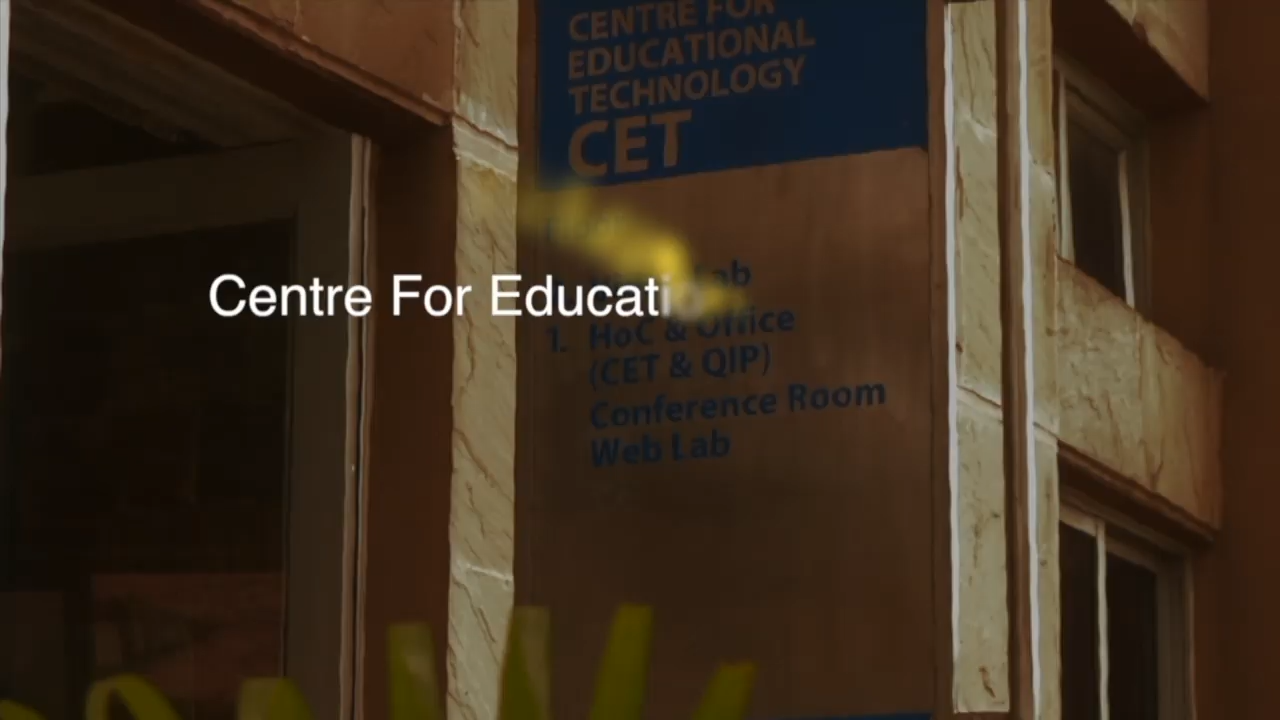 CENTRE FOR
EDUCATIONAL
TECHNOLOGY
CET
Centre For Educati
1. HoC & Office
(CET & QIP)
Conference Room
Web Lab